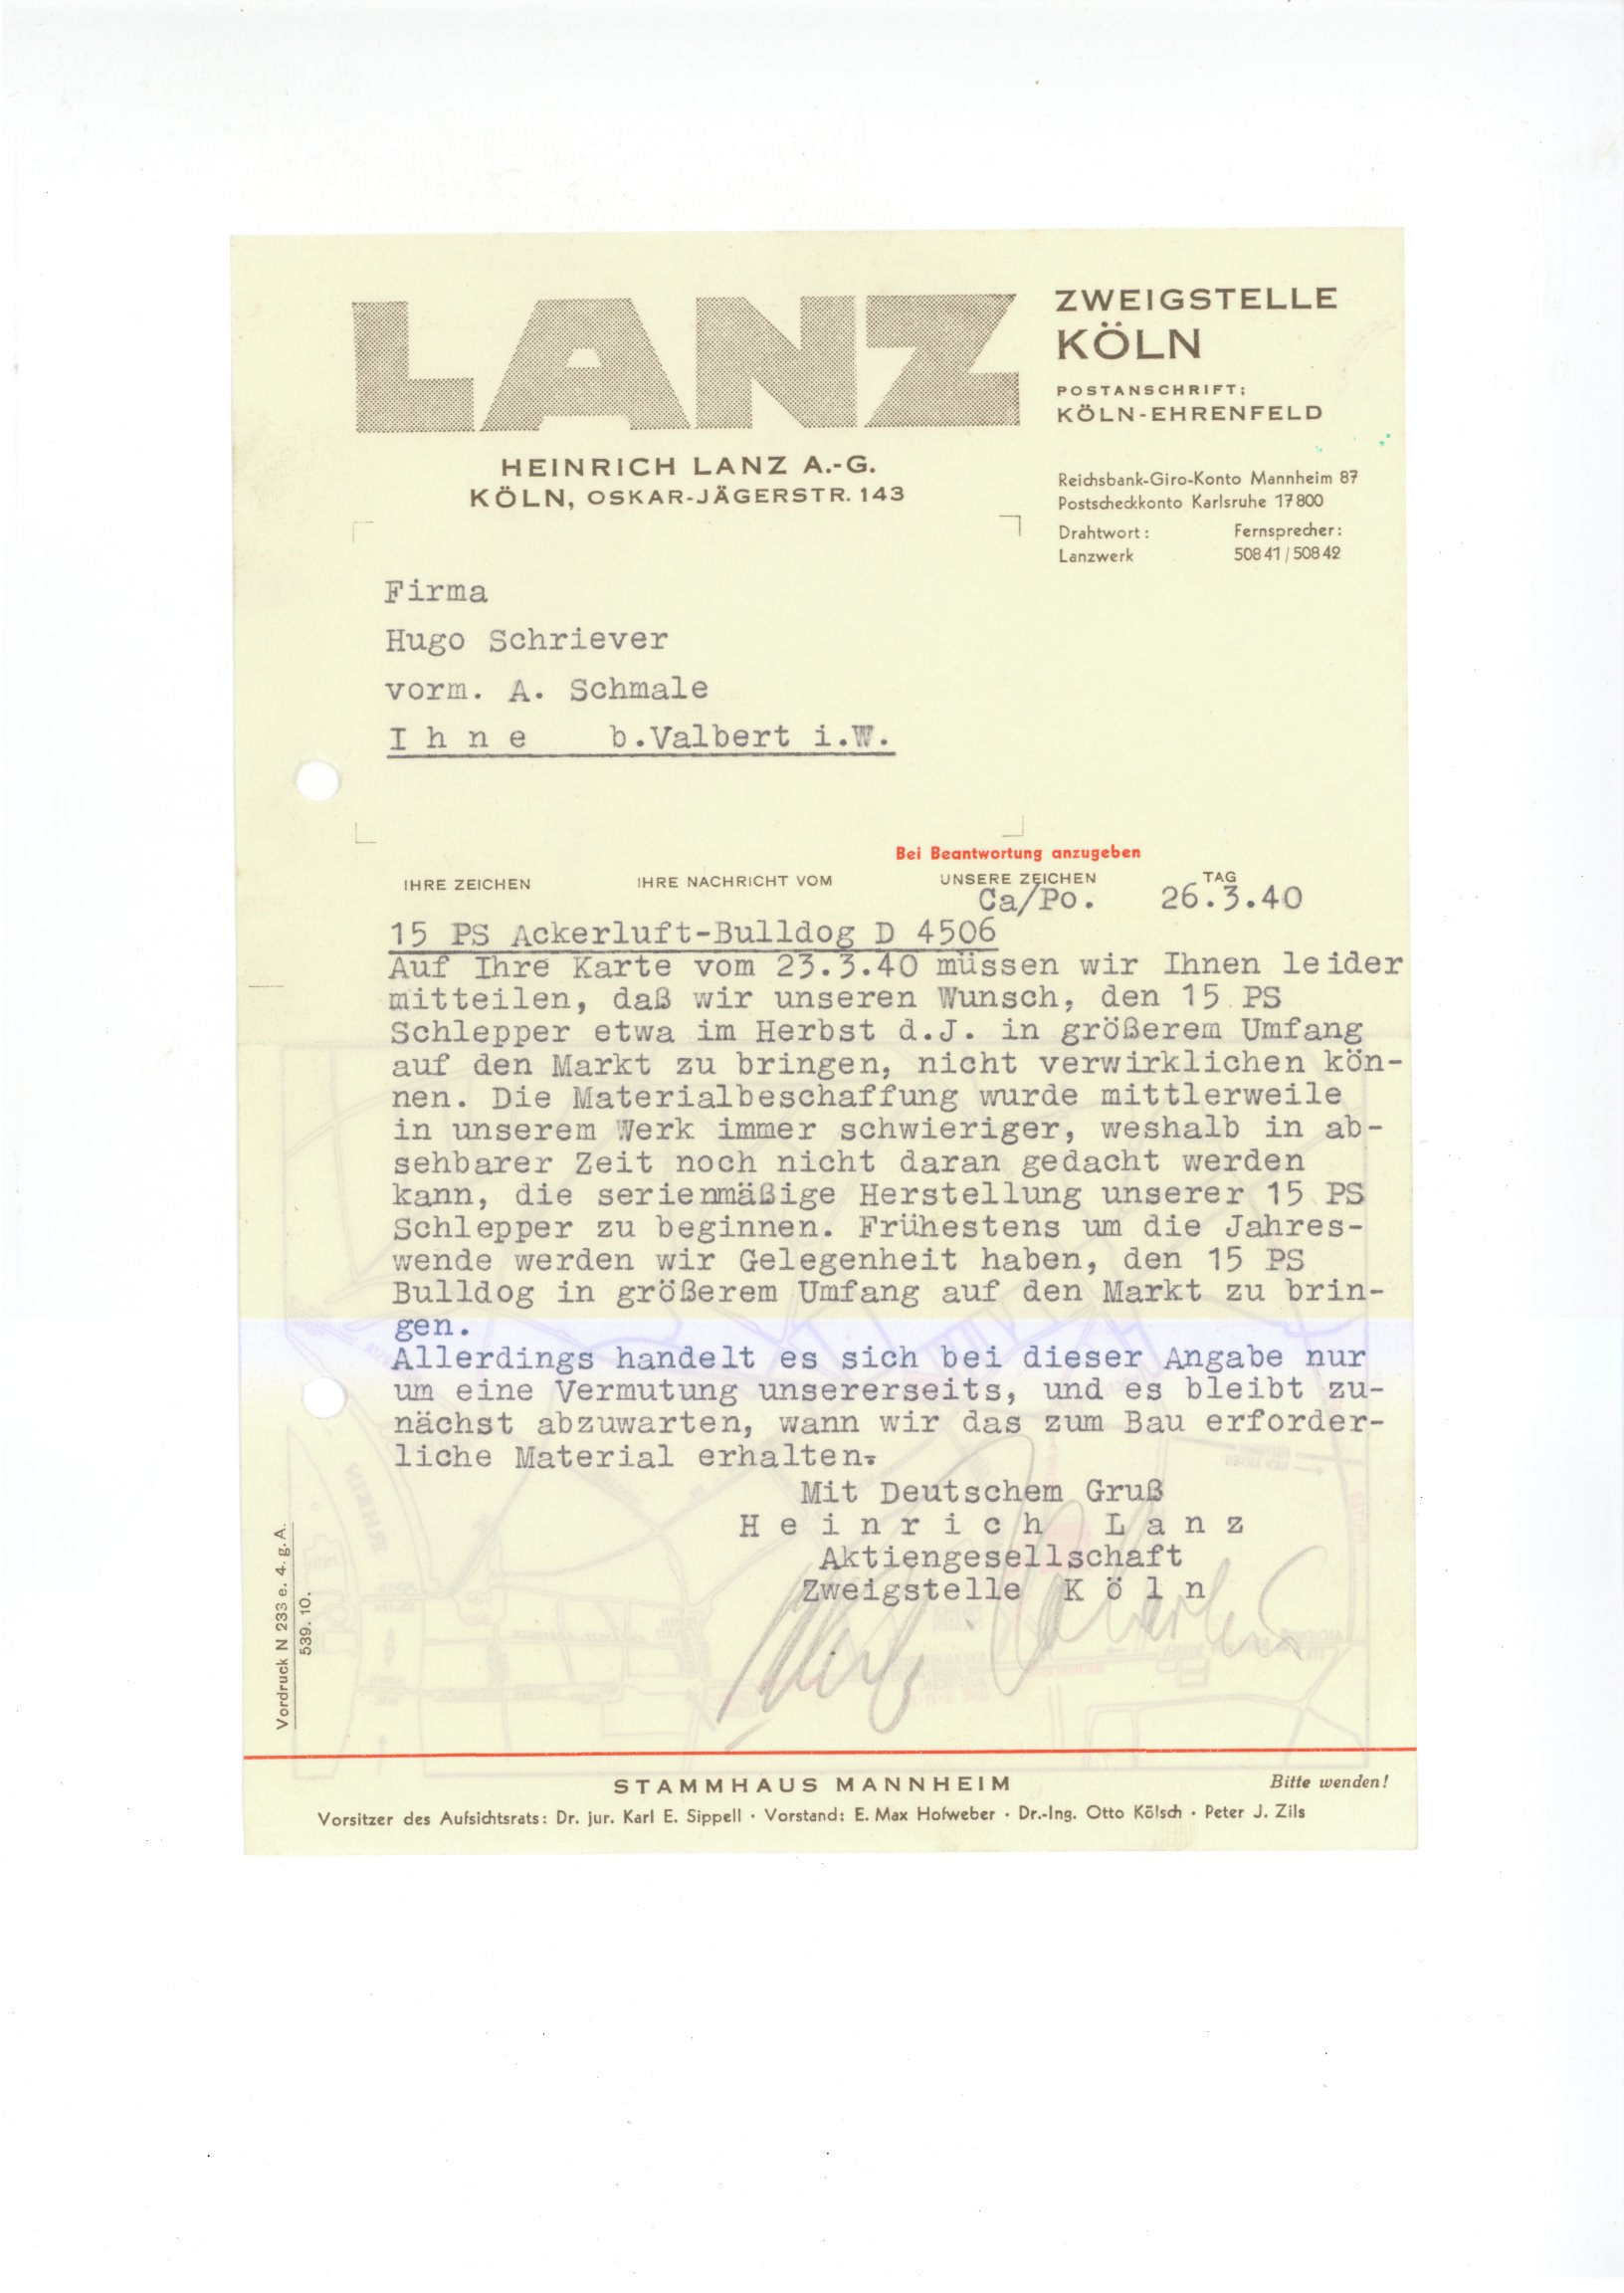 LANZ
ZWEIGSTELLE
KÖLN
POSTANSCHRIFT:
KÖLN-EHRENFELD
HEINRICH LANZ A.-G.
KÖLN, OSKAR-JÄGERSTR. 143
Reichsbank-Giro-Konto Mannheim 87
Postscheckkonto Karlsruhe 17800
Drahtwort: Fernsprecher:
Lanzwerk 50841/50842
Firma
Hugo Schriever
vorm. A. Schmale
I h n e b.Valbert i.W.
Bei Beantwortung anzugeben
IHRE ZEICHEN IHRE NACHRICHT VOM UNSERE ZEICHEN TAG
Ca/Po. 26.3.40
15 PS Ackerluft-Bulldog D 4506
Auf Ihre Karte vom 23.3.40 müssen wir Ihnen leider
mitteilen, daß wir unseren Wunsch, den 15 PS
Schlepper etwa im Herbst d.J. in größerem Umfang
auf den Markt zu bringen, nicht verwirklichen kön-
nen. Die Materialbeschaffung wurde mittlerweile
in unserem Werk immer schwieriger, weshalb in ab-
sehbarer Zeit noch nicht daran gedacht werden
kann, die serienmäßige Herstellung unserer 15 PS
Schlepper zu beginnen. Frühestens um die Jahres-
wende werden wir Gelegenheit haben, den 15 PS
Bulldog in größerem Umfang auf den Markt zu brin-
gen.
Allerdings handelt es sich bei dieser Angabe nur
um eine Vermutung unsererseits, und es bleibt zu-
nächst abzuwarten, wann wir das zum Bau erforder-
liche Material erhalten.
Mit Deutschem Gruß
H e i n r i c h L a n z
Aktiengesellschaft
Zweigstelle K ö l n
Vordruck N 233 e. 4. g. A.
539. 10.
STAMMHAUS MANNHEIM
Bitte wenden!
Vorsitzer des Aufsichtsrats: Dr. jur. Karl E. Sippell · Vorstand: E. Max Hofweber · Dr.-Ing. Otto Kölsch · Peter J. Zils